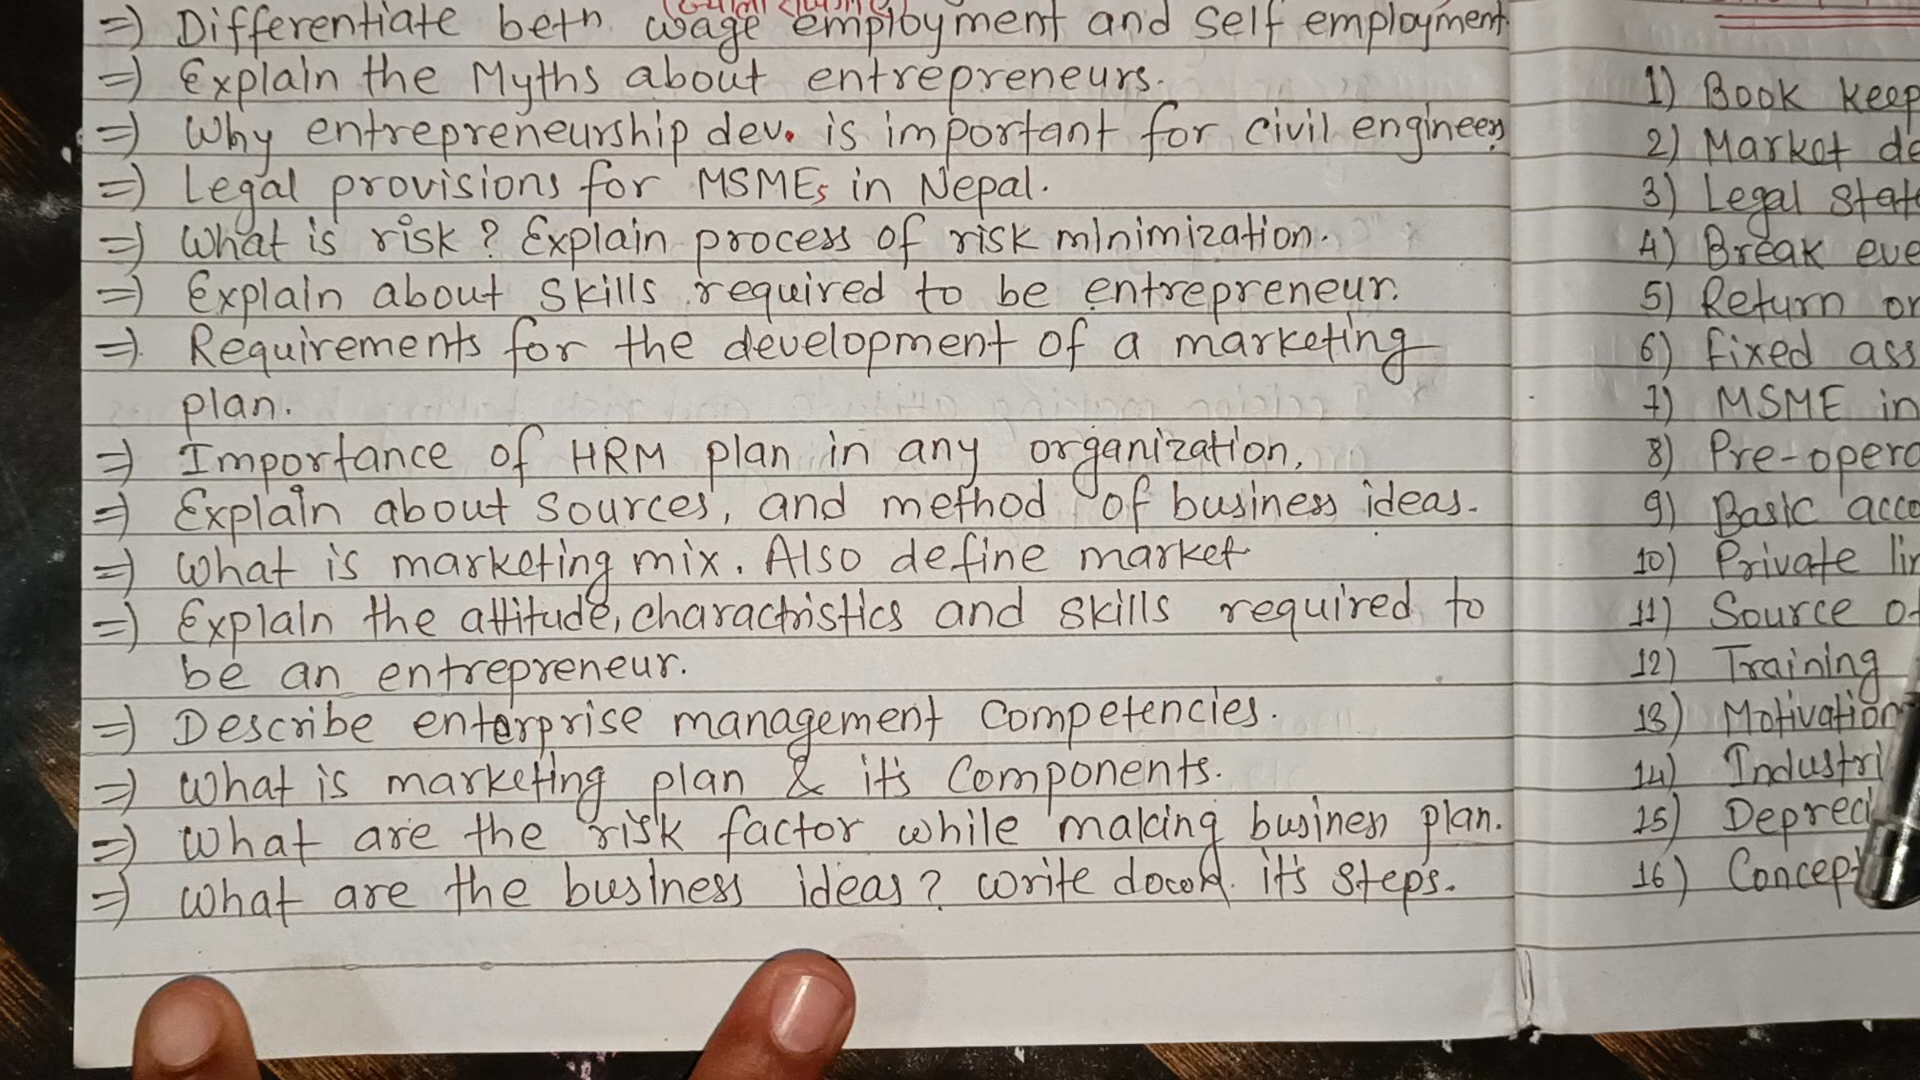 =) Differentiate betn wage employment and self employment
=) Explain the Myths about entrepreneurs.
=) Why entrepreneurship dev. is important for civil engineers
=) Legal provisions for MSMEs in Nepal.
=) What is risk? Explain process of risk minimization.
=) Explain about skills required to be entrepreneur.
=) Requirements for the development of a marketing
plan.
=) Importance of HRM plan in any organization.
=) Explain about sources, and method of business ideas.
=) What is marketing mix. Also define market
=) Explain the attitude, charactristics and skills required to
be an entrepreneur.
=) Describe enterprise management competencies.
=) What is marketing plan & it's Components.
=) What are the risk factor while making business plan.
=) What are the business ideas? Write down it's steps.
1) Book keep
2) Market de
3) Legal state
4) Break eve
5) Return or
6) fixed ass
7) MSME in
8) Pre-opera
9) Basic acco
10) Private lim
11) Source of
12) Training
13) Motivation
14) Industri
15) Depreci
16) Concept